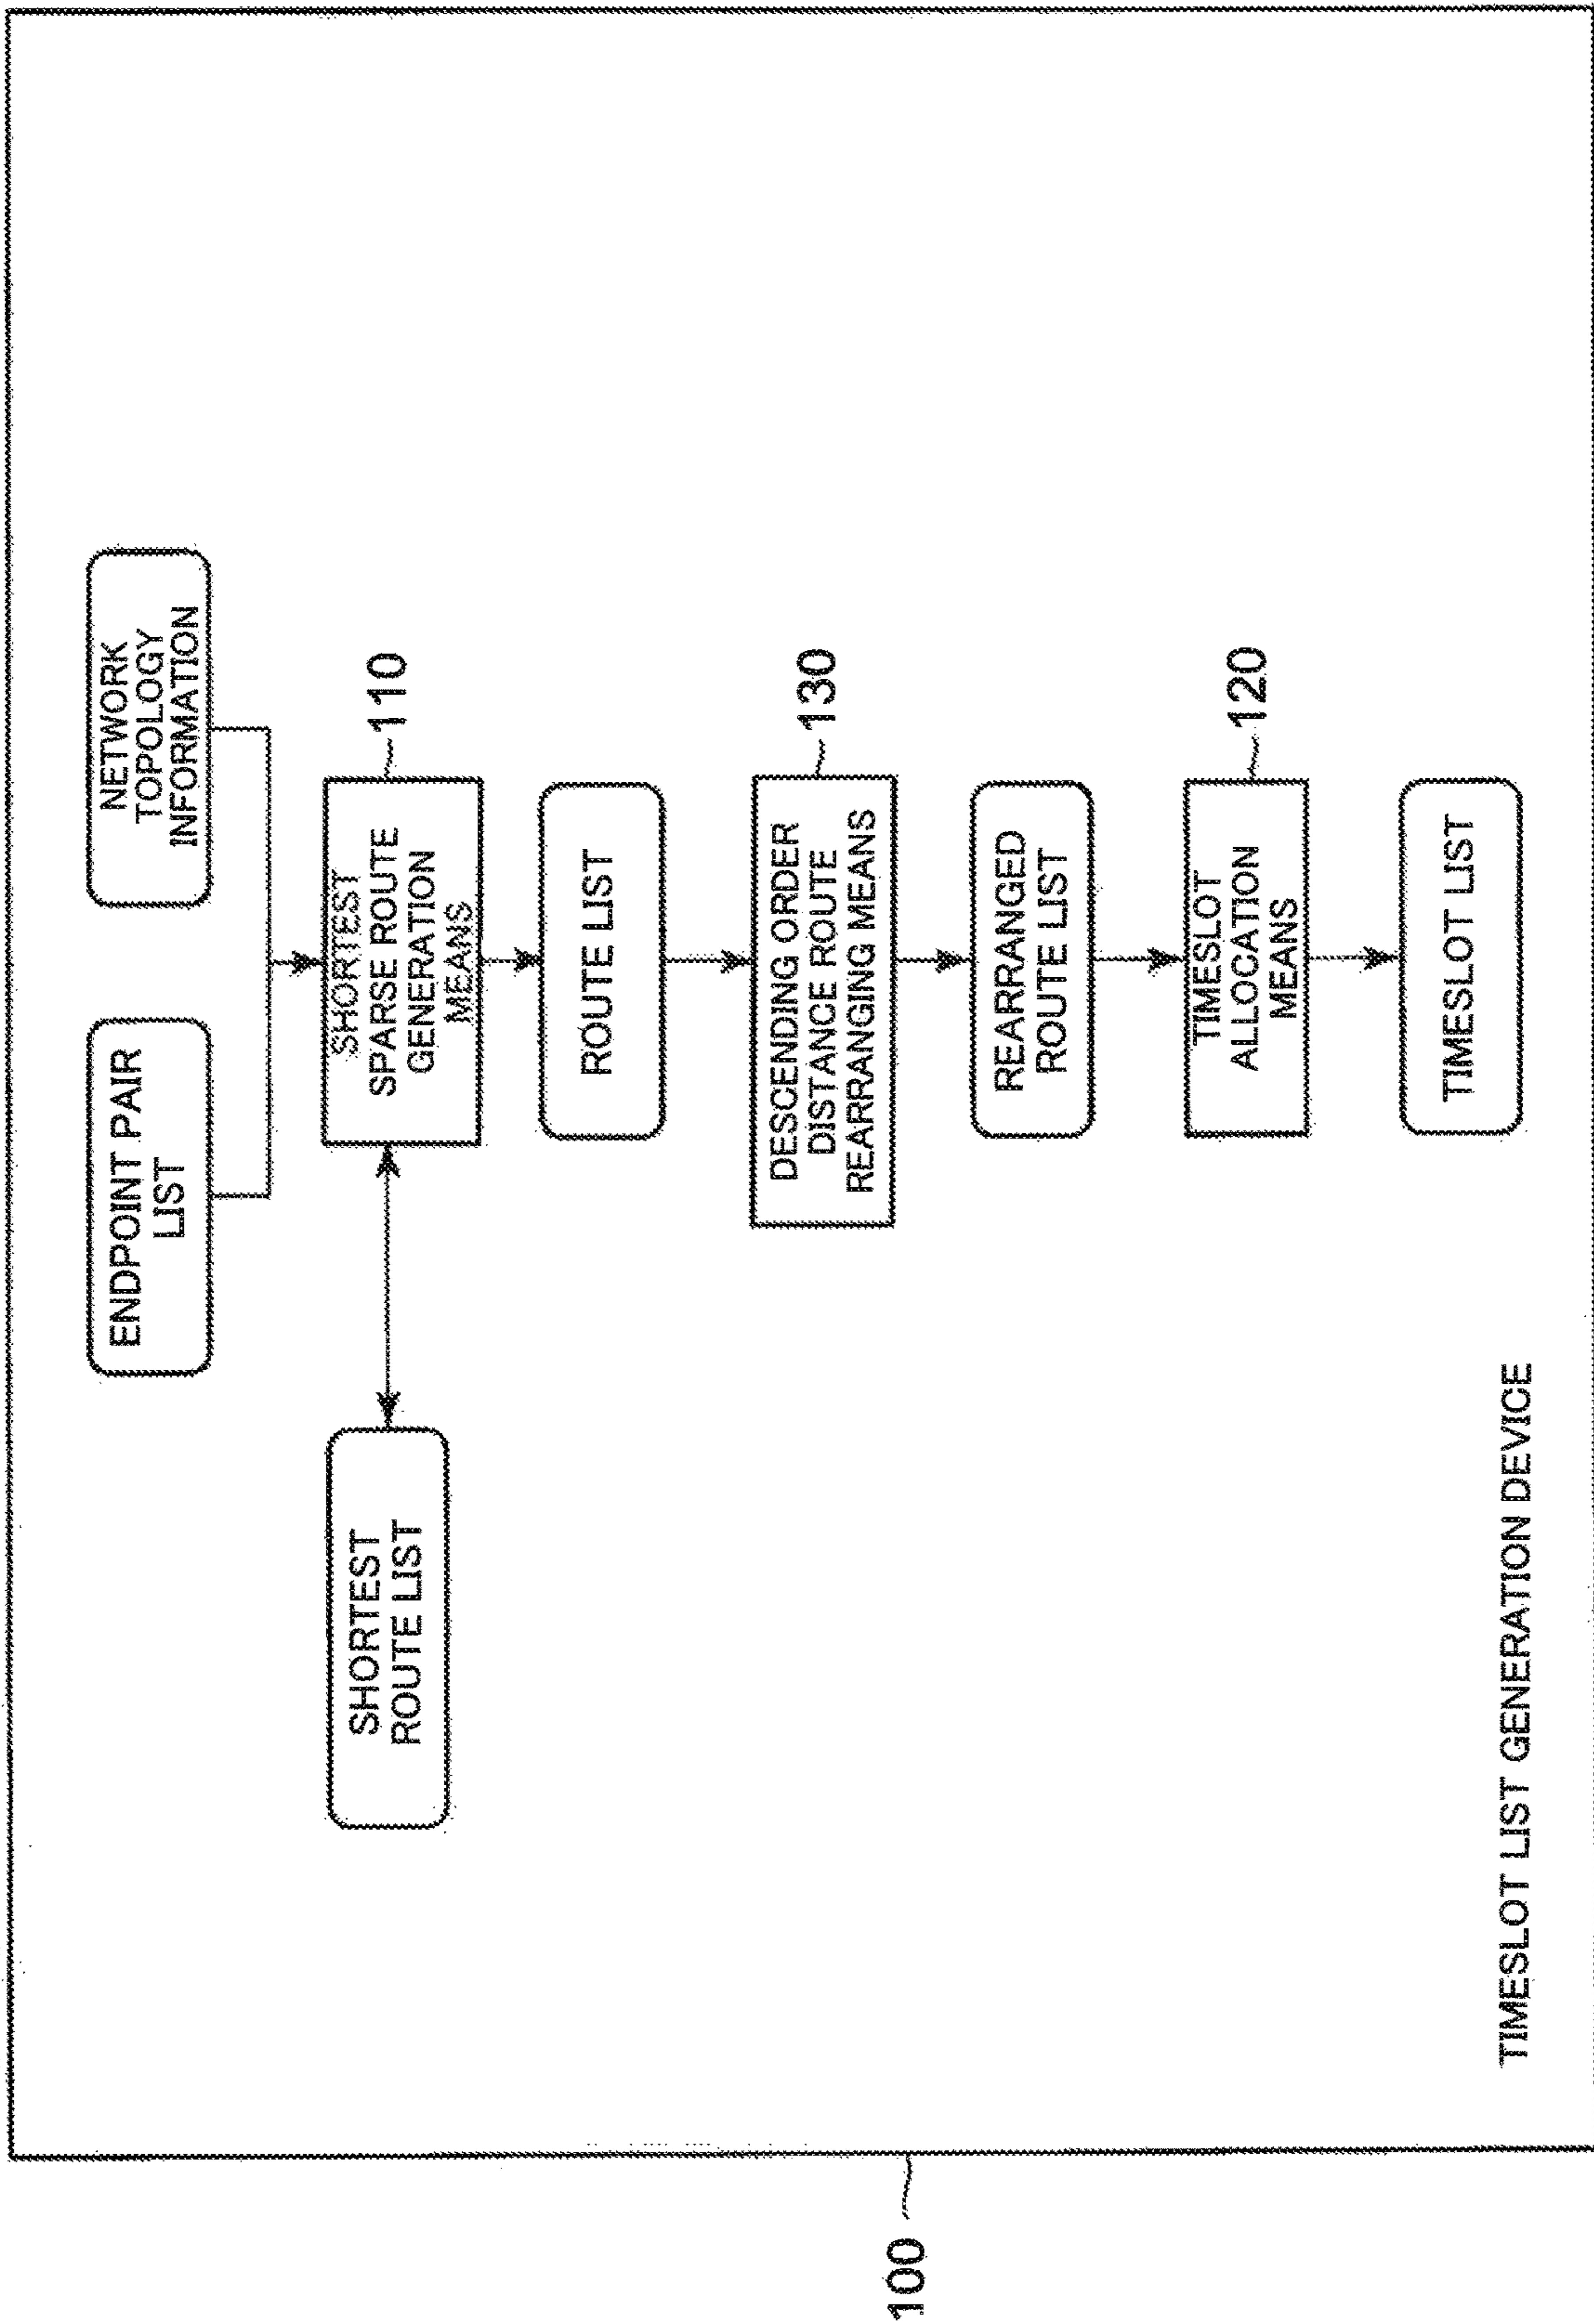 ENDPOINT PAIR
LIST
NETWORK
TOPOLOGY
INFORMATION
SHORTEST
ROUTE LIST
SHORTEST
SPARSE ROUTE
GENERATION
MEANS
110
ROUTE LIST
DESCENDING ORDER
DISTANCE ROUTE
REARRANGING MEANS
130
REARRANGED
ROUTE LIST
TIMESLOT
ALLOCATION
MEANS
120
TIMESLOT LIST
TIMESLOT LIST GENERATION DEVICE
100